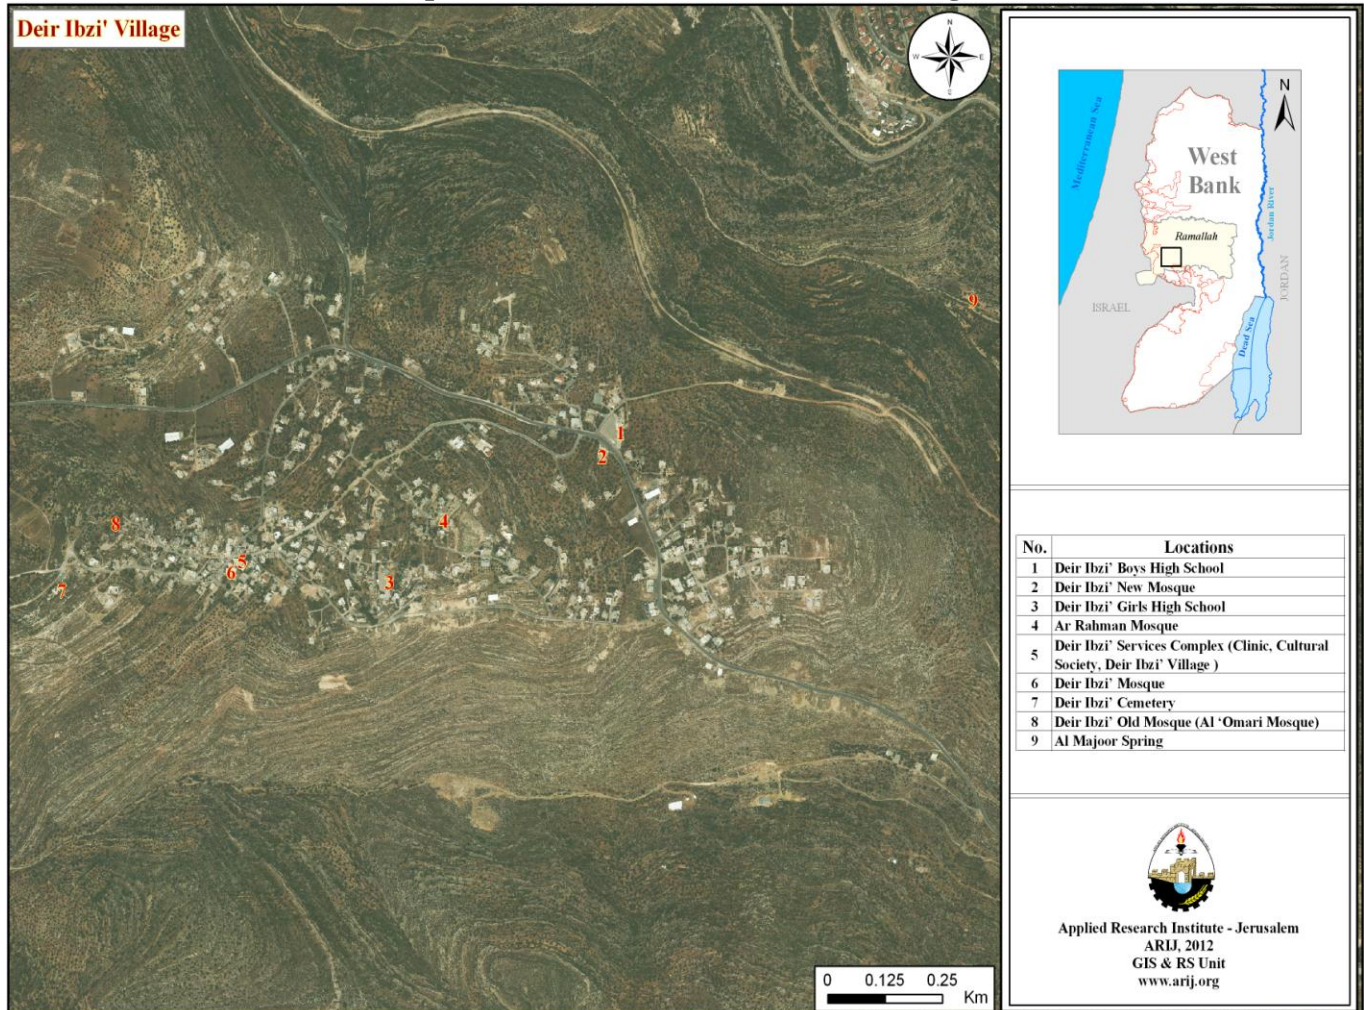 Deir Ibzi' Village
N
W
E
S
1
2
3
4
5
6
7
8
9
0 0.125 0.25
Km
N
Mediterranean Sea
West
Bank
Ramallah
Jordan River
JORDAN
ISRAEL
Dead Sea
No. Locations
1 Deir Ibzi’ Boys High School
2 Deir Ibzi’ New Mosque
3 Deir Ibzi’ Girls High School
4 Ar Rahman Mosque
5 Deir Ibzi’ Services Complex (Clinic, Cultural
Society, Deir Ibzi’ Village )
6 Deir Ibzi’ Mosque
7 Deir Ibzi’ Cemetery
8 Deir Ibzi’ Old Mosque (Al ‘Omari Mosque)
9 Al Majoor Spring
Applied Research Institute - Jerusalem
ARIJ, 2012
GIS & RS Unit
www.arij.org